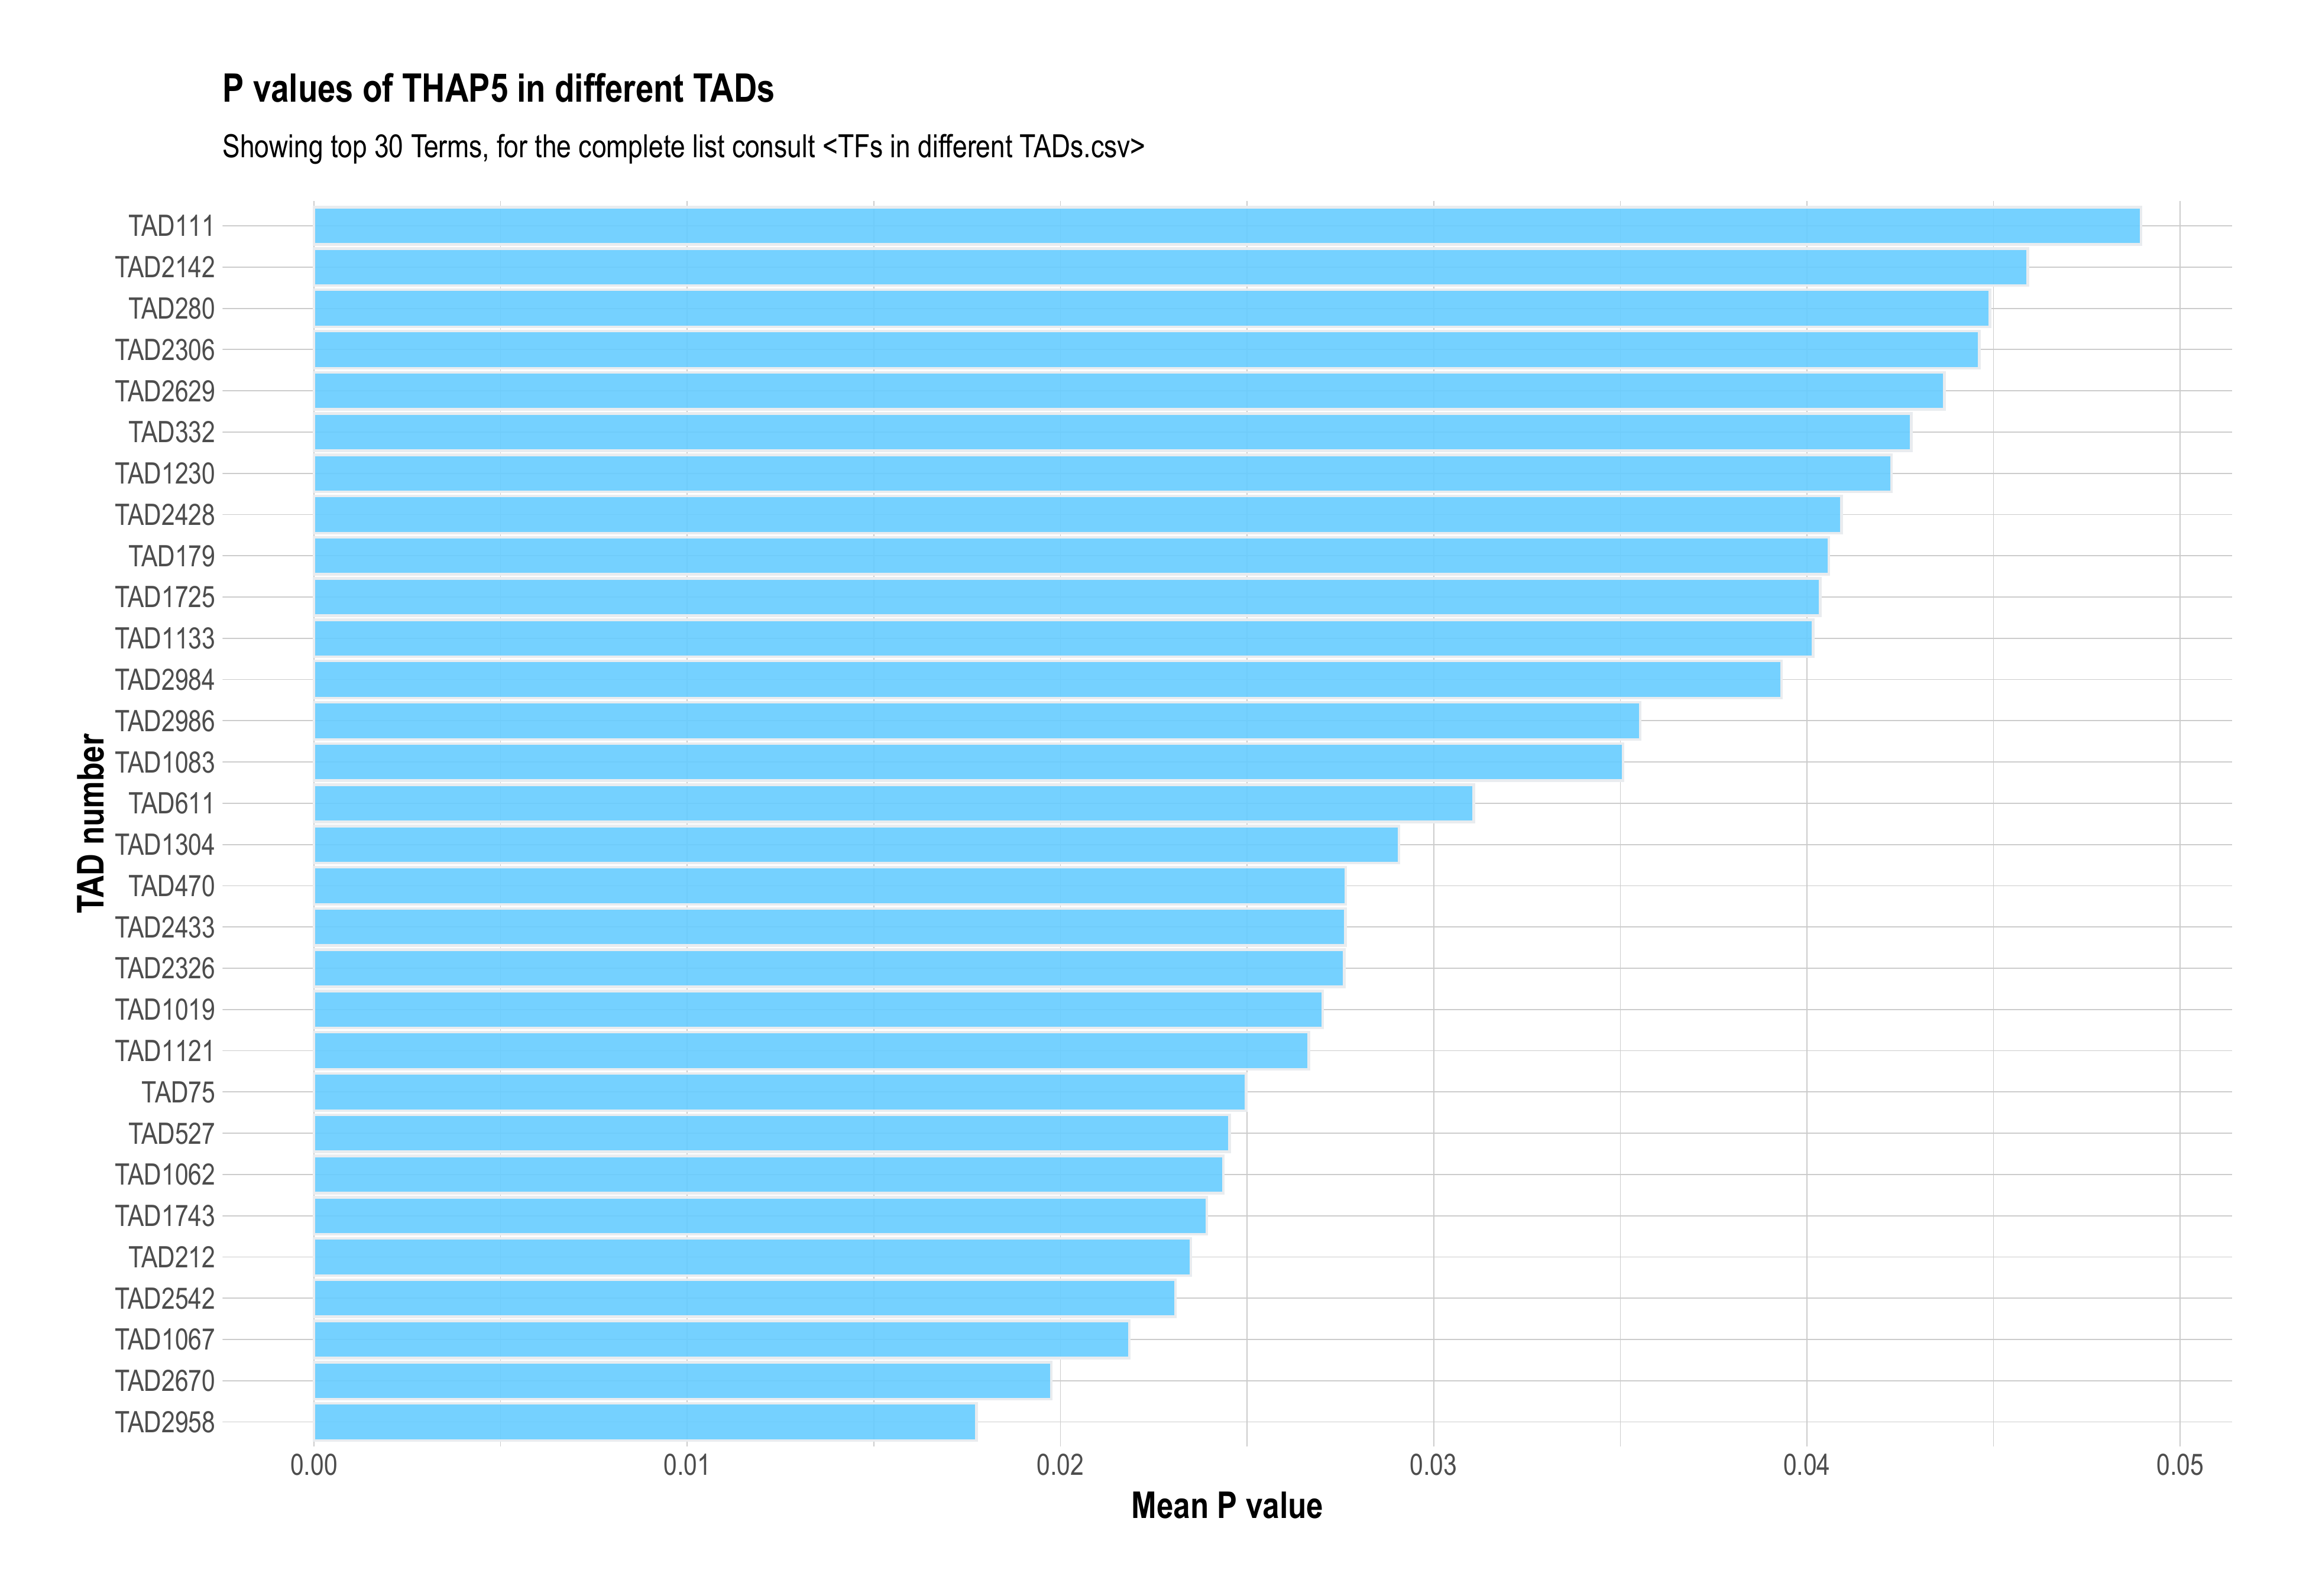 P values of THAP5 in different TADs
Showing top 30 Terms, for the complete list consult <TFs in different TADs.csv>
TAD number
TAD111
TAD2142
TAD280
TAD2306
TAD2629
TAD332
TAD1230
TAD2428
TAD179
TAD1725
TAD1133
TAD2984
TAD2986
TAD1083
TAD611
TAD1304
TAD470
TAD2433
TAD2326
TAD1019
TAD1121
TAD75
TAD527
TAD1062
TAD1743
TAD212
TAD2542
TAD1067
TAD2670
TAD2958
0.00 0.01 0.02 0.03 0.04 0.05
Mean P value